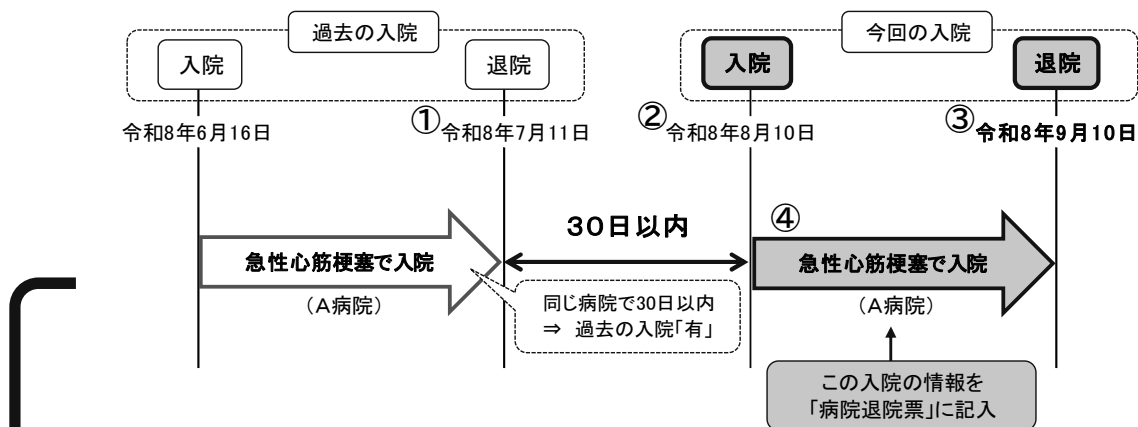 過去の入院
今回の入院
入院
退院
入院
退院
令和8年6月16日
①令和8年7月11日
②令和8年8月10日
③令和8年9月10日
30日以内
④
急性心筋梗塞で入院
急性心筋梗塞で入院
(A病院)
(A病院)
同じ病院で30日以内
⇒ 過去の入院「有」
この入院の情報を
「病院退院票」に記入